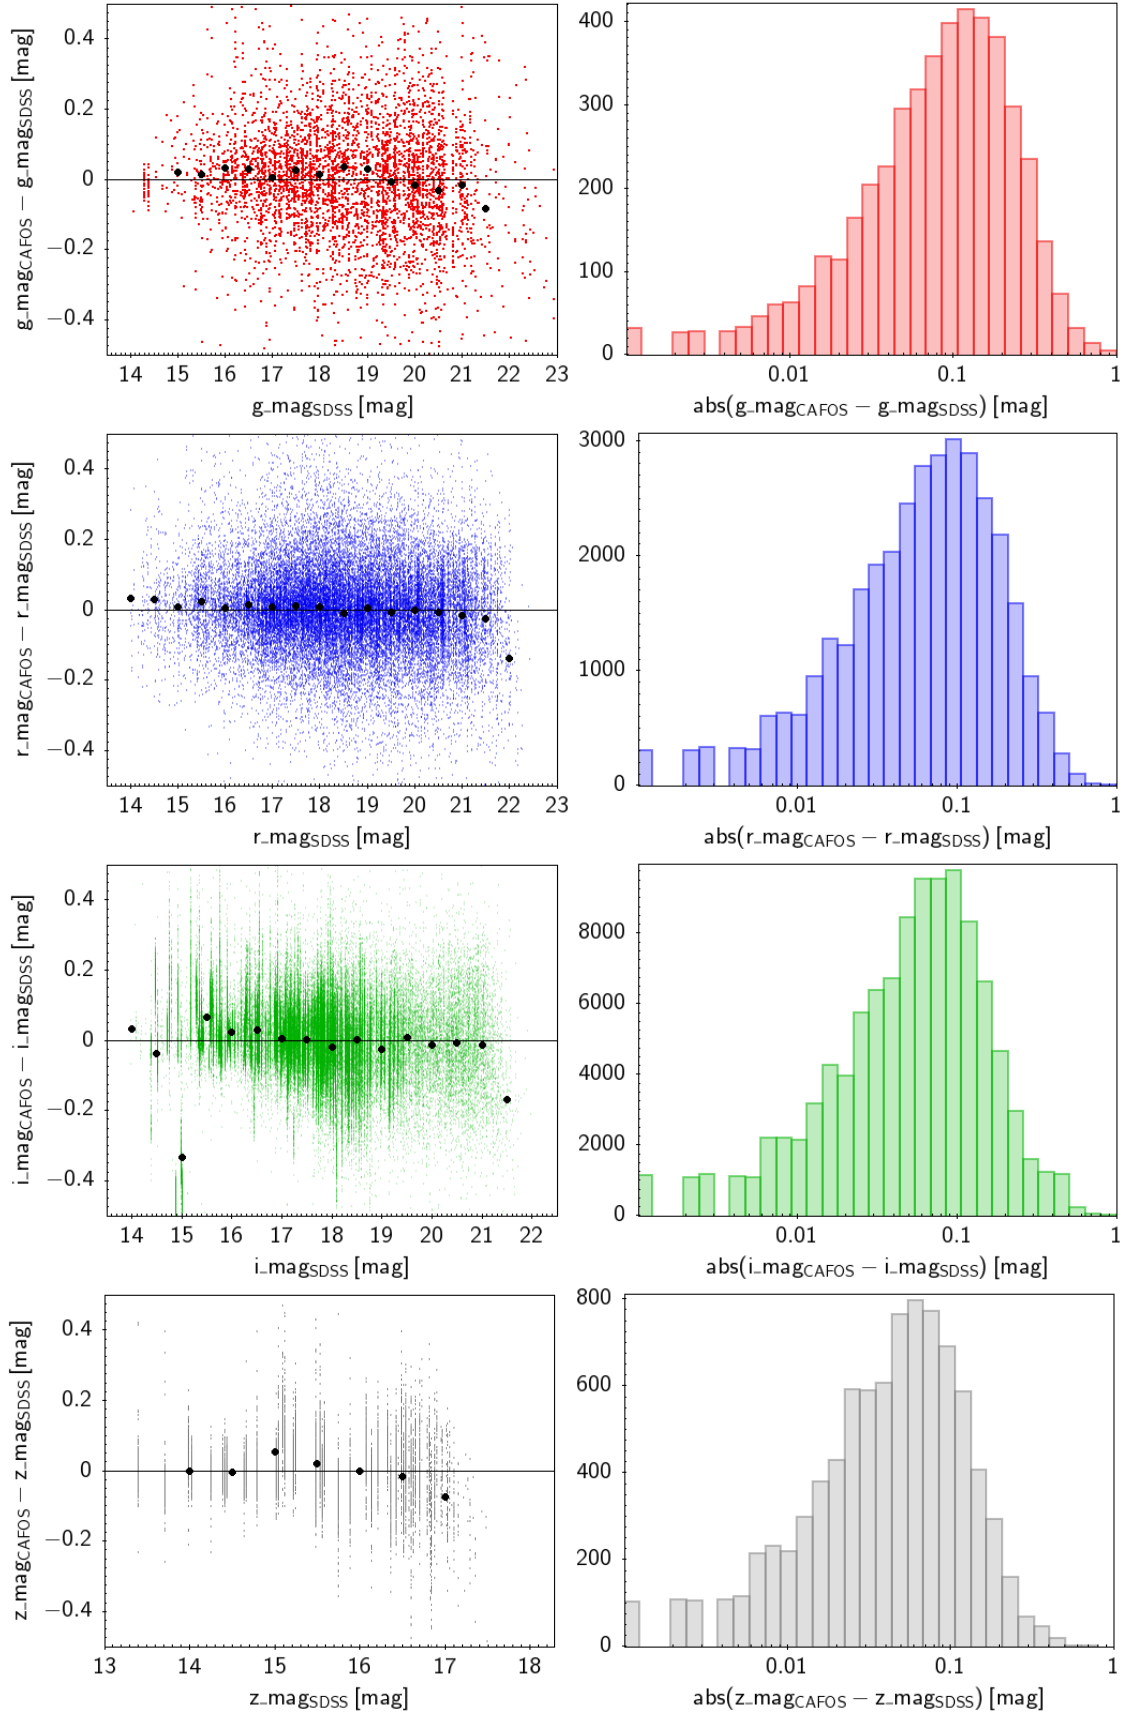 g_magCAFOS − g_magSDSS [mag]
0.4
0.2
0
−0.2
−0.4
14 15 16 17 18 19 20 21 22 23
g_magSDSS [mag]
400
300
200
100
0
0.01 0.1 1
abs(g_magCAFOS − g_magSDSS) [mag]
r_magCAFOS − r_magSDSS [mag]
0.4
0.2
0
−0.2
−0.4
14 15 16 17 18 19 20 21 22 23
r_magSDSS [mag]
3000
2000
1000
0
0.01 0.1 1
abs(r_magCAFOS − r_magSDSS) [mag]
i_magCAFOS − i_magSDSS [mag]
0.4
0.2
0
−0.2
−0.4
14 15 16 17 18 19 20 21 22
i_magSDSS [mag]
8000
6000
4000
2000
0
0.01 0.1 1
abs(i_magCAFOS − i_magSDSS) [mag]
z_magCAFOS − z_magSDSS [mag]
0.4
0.2
0
−0.2
−0.4
13 14 15 16 17 18
z_magSDSS [mag]
800
600
400
200
0
0.01 0.1 1
abs(z_magCAFOS − z_magSDSS) [mag]